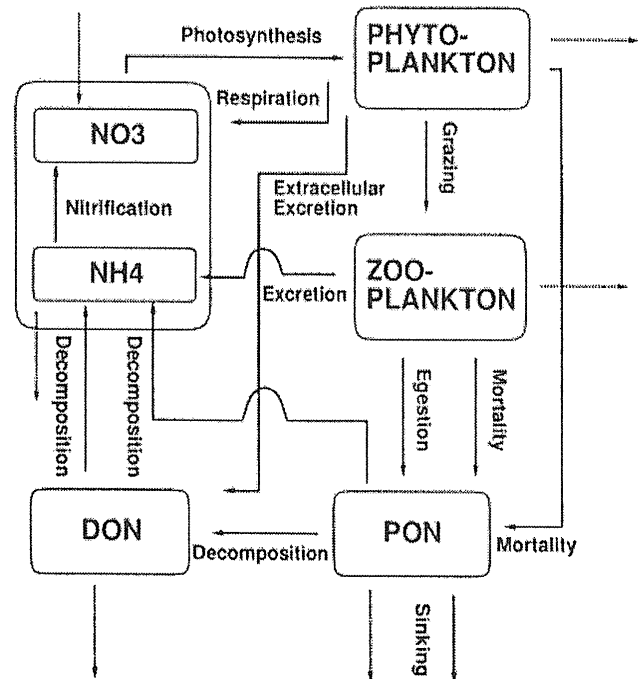 Photosynthesis
PHYTO-
PLANKTON
Respiration
NO3
Grazing
Extracellular
Excretion
Nitrification
NH4
ZOO-
PLANKTON
Excretion
Decomposition
Decomposition
Egestion
Mortality
DON
PON
Decomposition
Mortality
Sinking